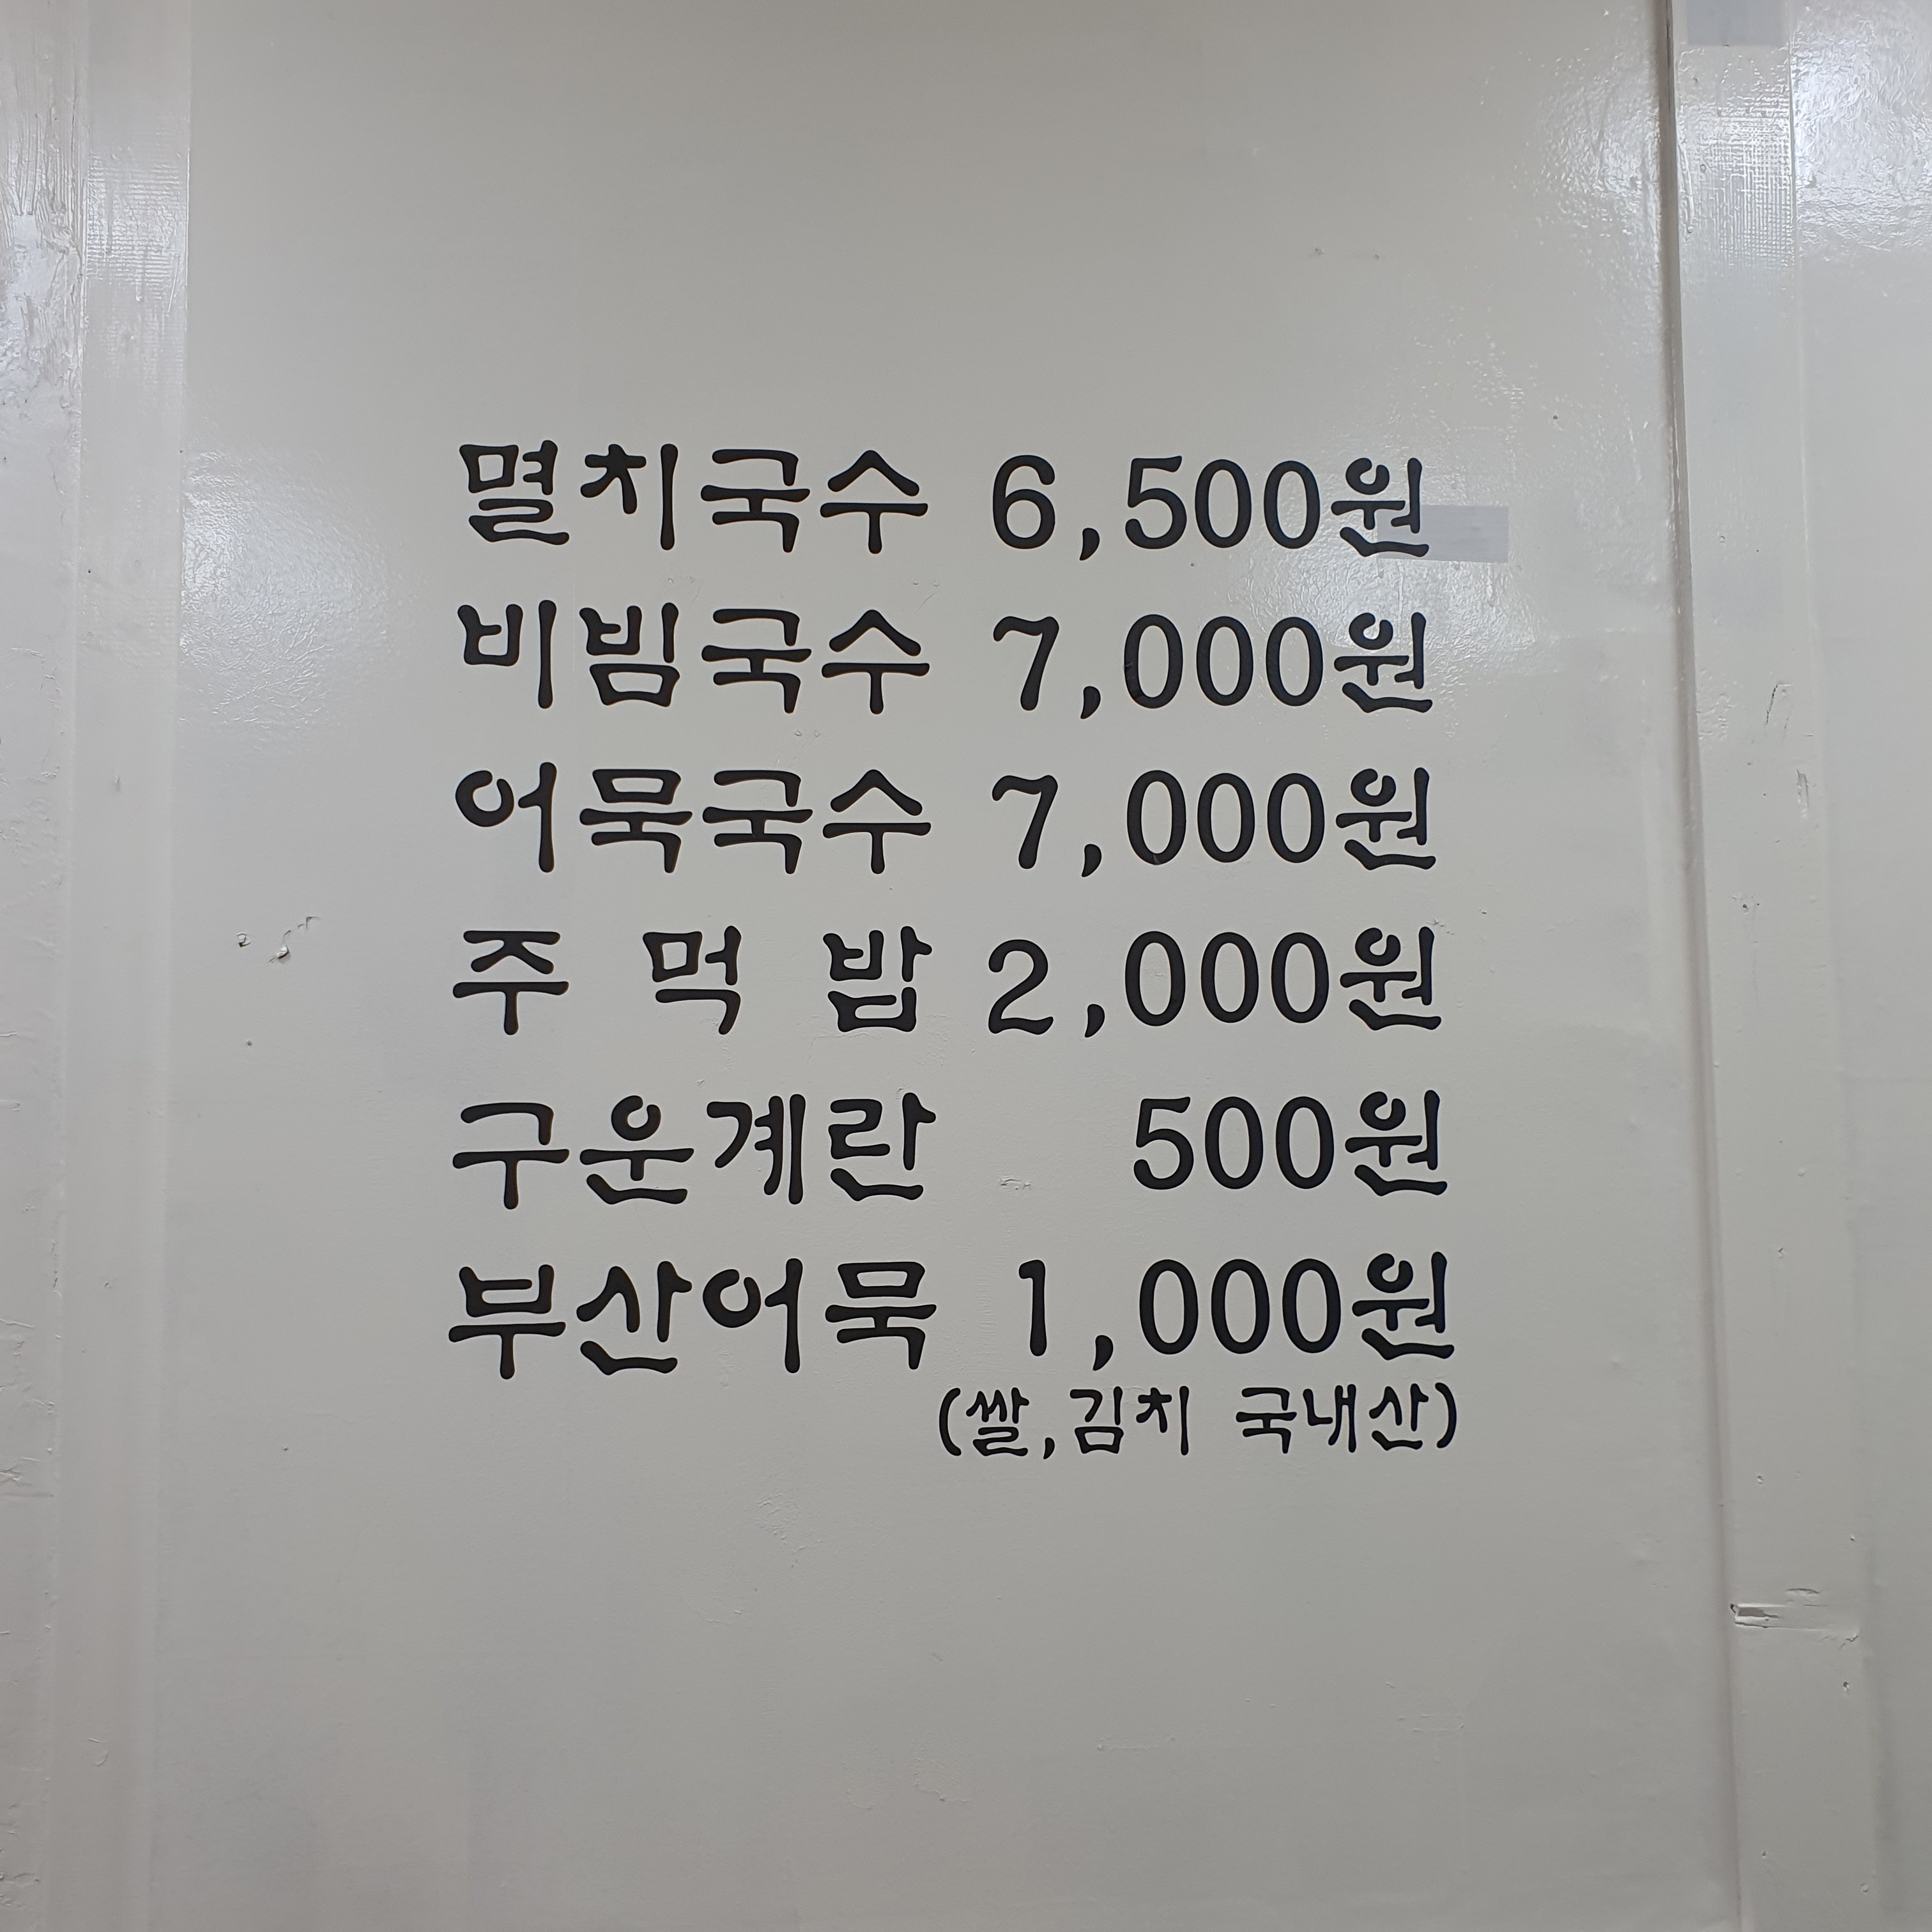 멸치국수 6,500원
비빔국수 7,000원
어묵국수 7,000원
주 먹 밥 2,000원
구운계란 500원
부산어묵 1,000원
(쌀,김치 국내산)